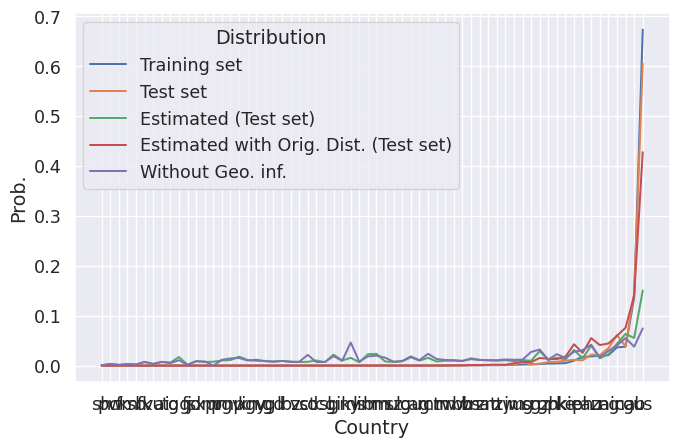 0.7
Distribution
Training set
0.6
Test set
0.5
Estimated (Test set)
Estimated with Orig. Dist. (Test set)
0.4
Without Geo. inf.
Prob.
0.3
0.2
0.1
0.0
Country